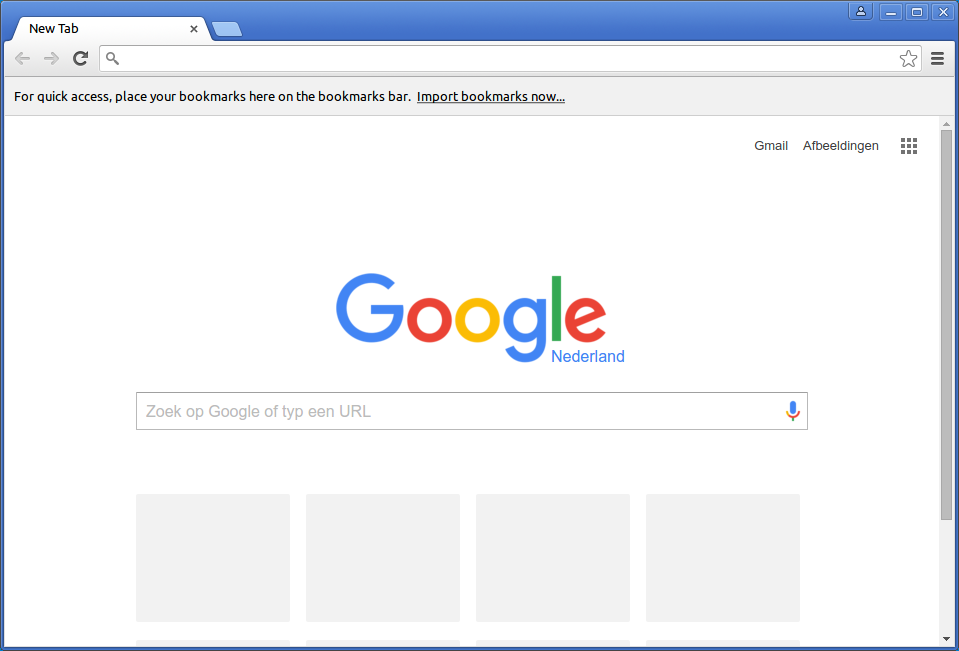 New Tab
For quick access, place your bookmarks here on the bookmarks bar. Import bookmarks now...
Gmail Afbeeldingen
Google
Nederland
Zoek op Google of typ een URL